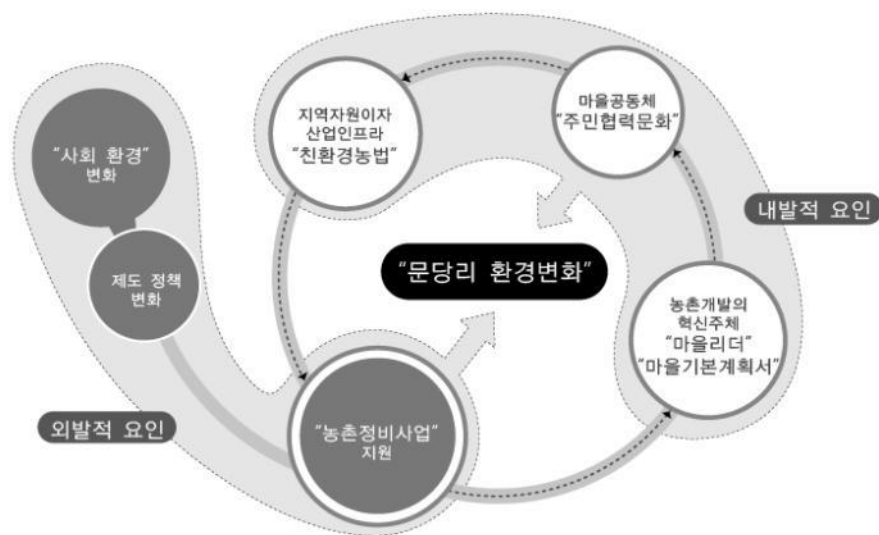 지역자원이자
산업인프라
"친환경농법"
마을공동체
"주민협력문화"
"사회 환경"
변화
내발적 요인
제도 정책
변화
"문당리 환경변화"
농촌개발의
혁신주체
"마을리더"
"마을기본계획서"
외발적 요인
"농촌정비사업"
지원